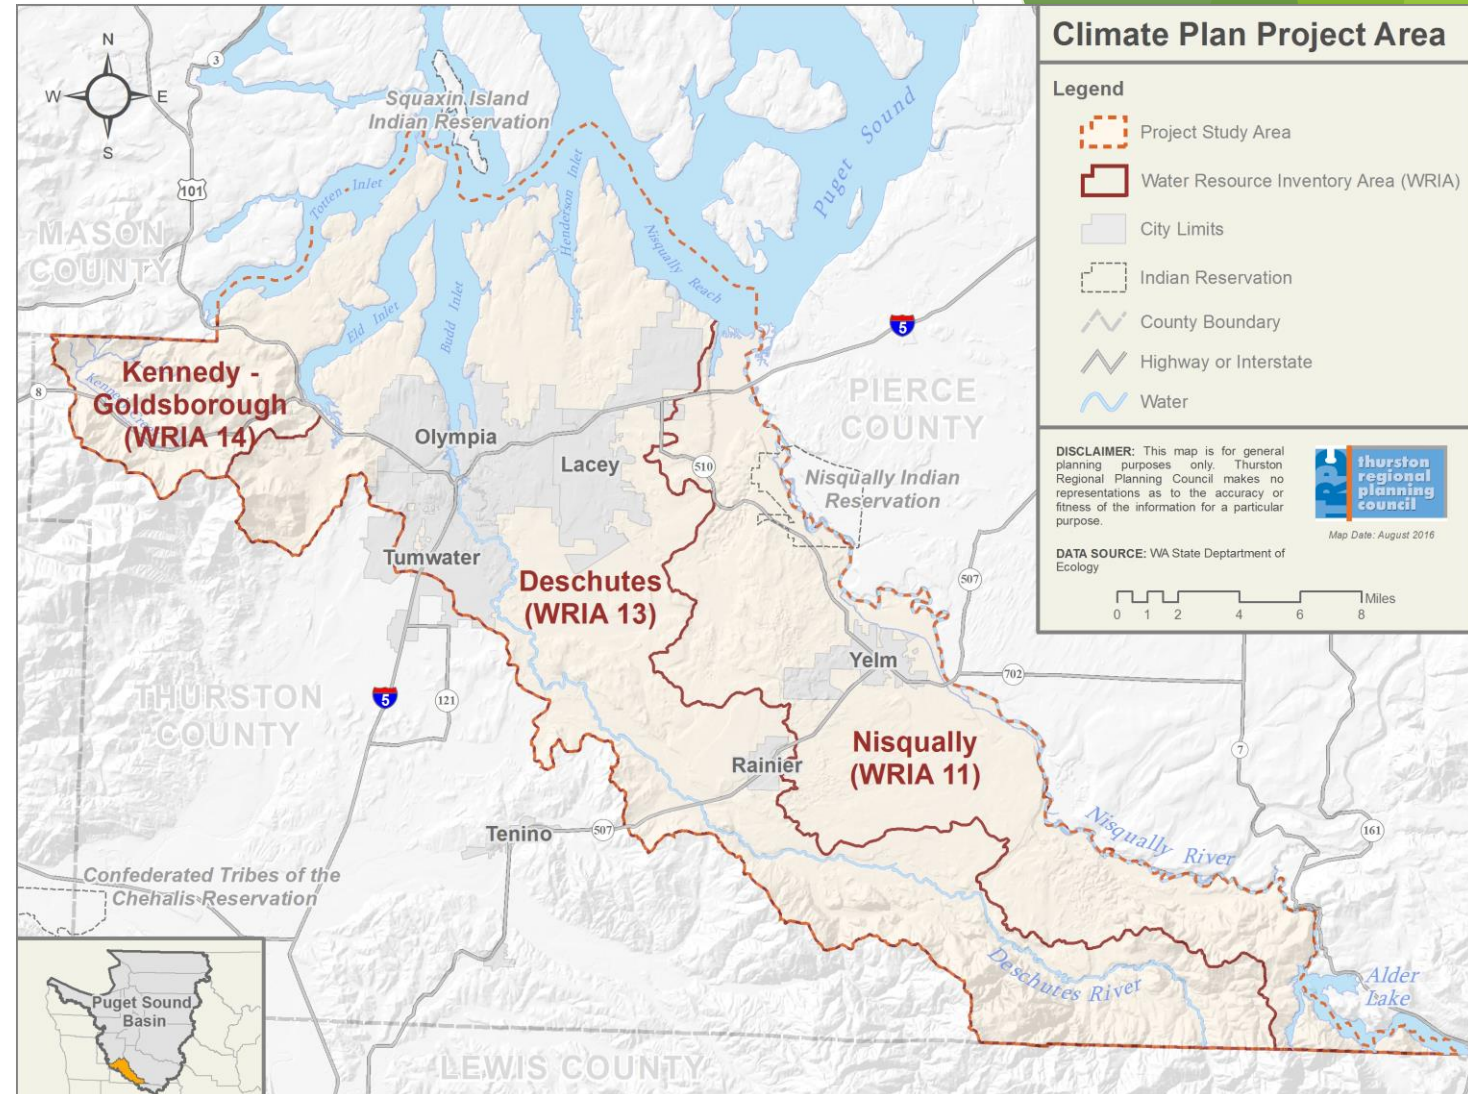 Climate Plan Project Area
Legend
Project Study Area
Water Resource Inventory Area (WRIA)
City Limits
Indian Reservation
County Boundary
Highway or Interstate
Water
DISCLAIMER: This map is for general
planning purposes only. Thurston
Regional Planning Council makes no
representations as to the accuracy or
fitness of the information for a particular
purpose.
DATA SOURCE: WA State Deptartment of
Ecology
TRPC
thurston
regional
planning
council
Map Date: August 2016
Miles
0 1 2 4 6 8
N
W E
S
3
Squaxin Island
Indian Reservation
Puget Sound
101
Totten Inlet
Henderson Inlet
MASON
COUNTY
Nisqually Reach
Eld Inlet
Budd Inlet
5
Kennedy -
Goldsborough
(WRIA 14)
Kennedy Creek
8
PIERCE
COUNTY
Olympia
Lacey
510
Nisqually Indian
Reservation
Tumwater
Deschutes
(WRIA 13)
507
Yelm
702
THURSTON
COUNTY
5
121
Nisqually
(WRIA 11)
7
Rainier
Tenino
507
Nisqually River
161
Confederated Tribes of the
Chehalis Reservation
Deschutes River
Alder
Lake
Puget Sound
Basin
LEWIS COUNTY